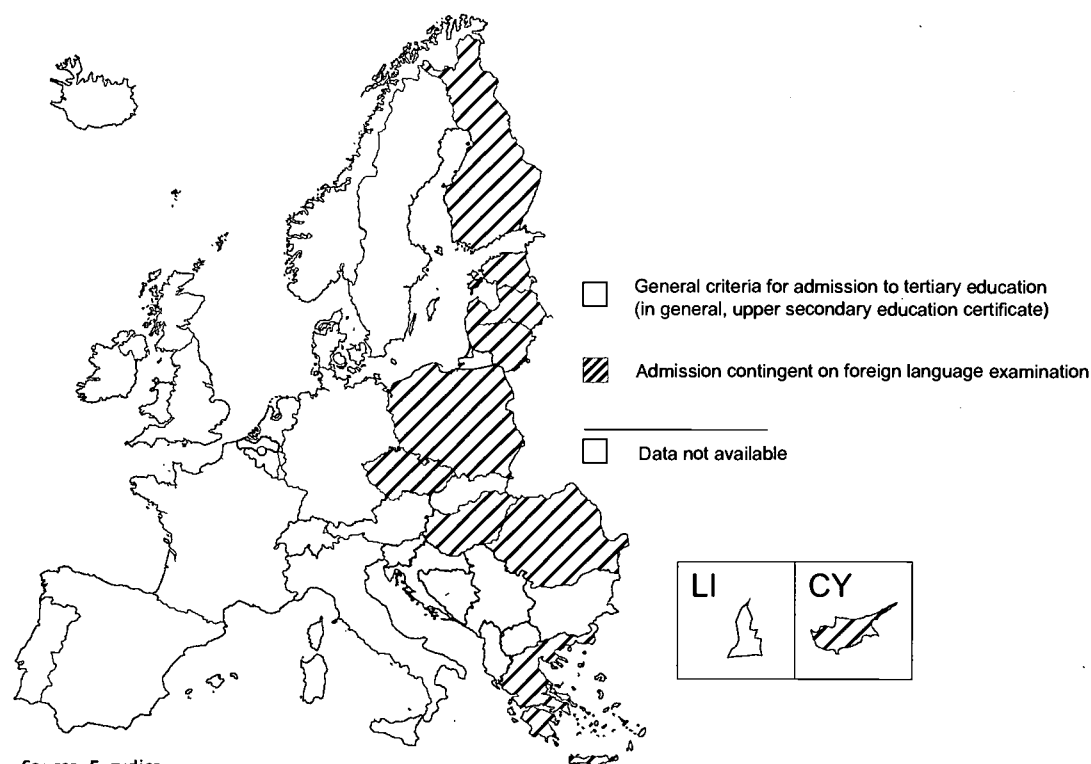 General criteria for admission to tertiary education
(in general, upper secondary education certificate)
Admission contingent on foreign language examination
Data not available
LI
CY